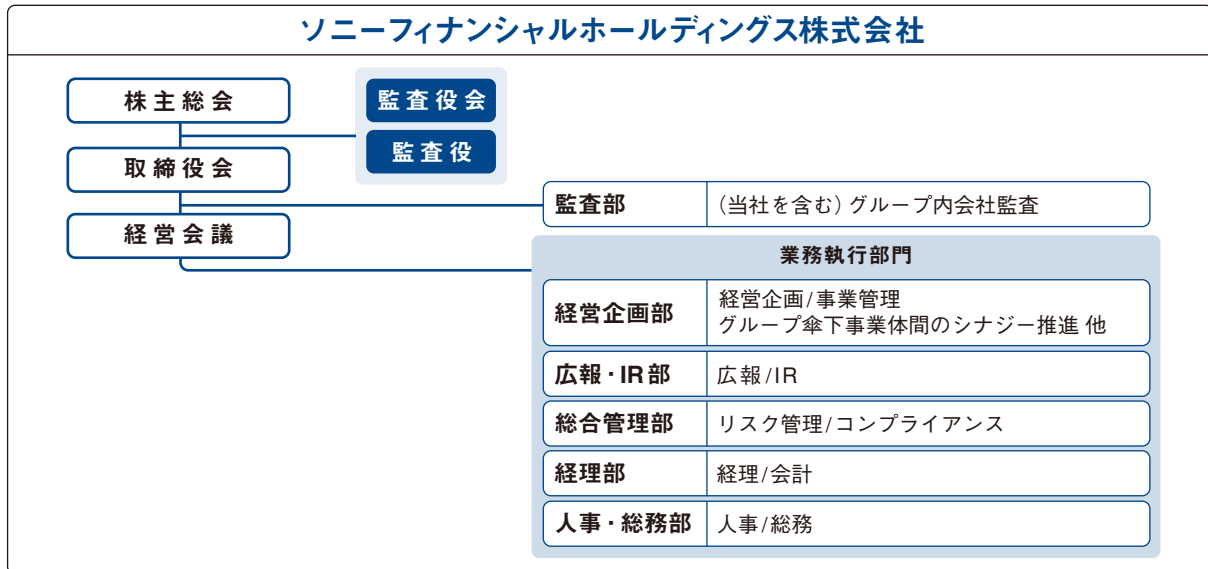 ソニーフィナンシャルホールディングス株式会社
株主総会
監査役会
監査役
取締役会
経営会議
監査部 (当社を含む)グループ内会社監査
業務執行部門
経営企画部 経営企画/事業管理
グループ傘下事業体間のシナジー推進 他
広報・IR部 広報/IR
総合管理部 リスク管理/コンプライアンス
経理部 経理/会計
人事・総務部 人事/総務